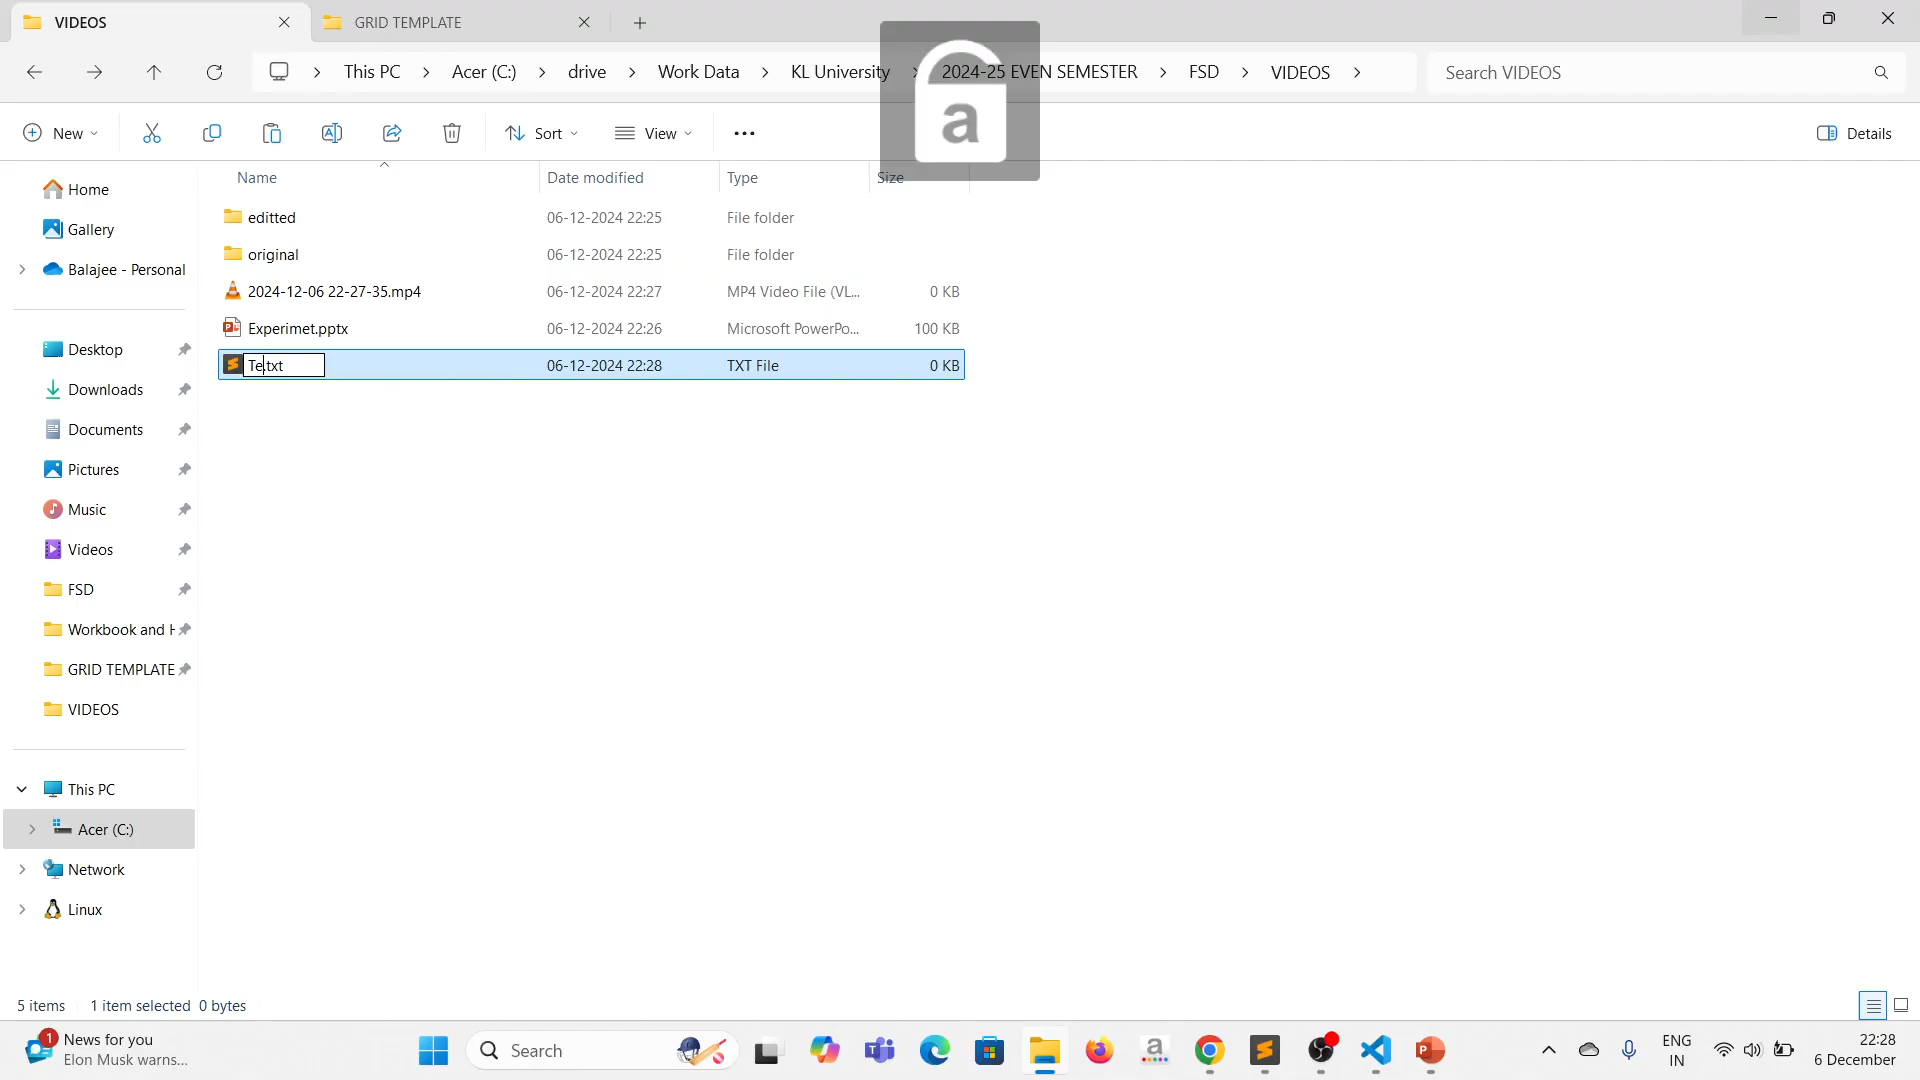 VIDEOS
GRID TEMPLATE
This PC > Acer (C:) > drive > Work Data > KL University > 2024-25 EVEN SEMESTER > FSD > VIDEOS >
Search VIDEOS
a
New
Sort
View
Details
Name
Date modified
Type
Size
Home
Gallery
Balajee - Personal
Desktop
Downloads
Documents
Pictures
Music
Videos
FSD
Workbook and H
GRID TEMPLATE
VIDEOS
This PC
Acer (C:)
Network
Linux
editted 06-12-2024 22:25 File folder
original 06-12-2024 22:25 File folder
2024-12-06 22-27-35.mp4 06-12-2024 22:27 MP4 Video File (VL... 0 KB
Experimet.pptx 06-12-2024 22:26 Microsoft PowerPo... 100 KB
Te.txt 06-12-2024 22:28 TXT File 0 KB
5 items 1 item selected 0 bytes
1
News for you
Elon Musk warns...
Search
a
ENG
IN
22:28
6 December